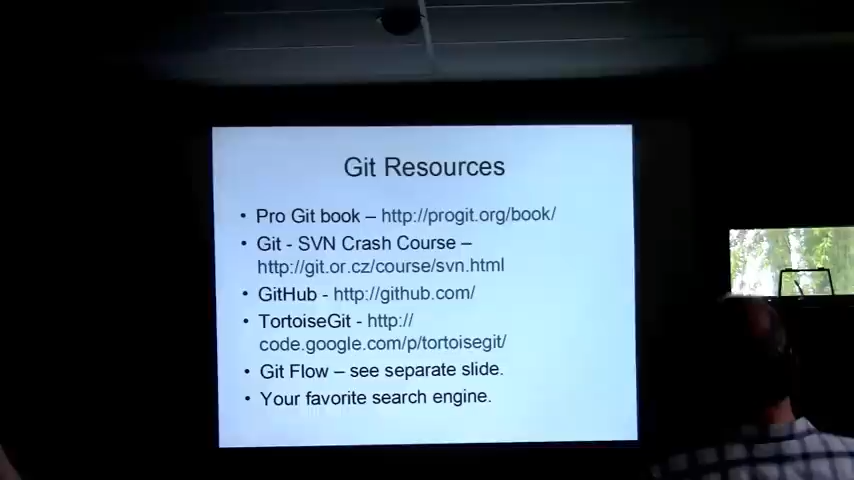 Git Resources
• Pro Git book – http://progit.org/book/
• Git - SVN Crash Course –
http://git.or.cz/course/svn.html
• GitHub - http://github.com/
• TortoiseGit - http://
code.google.com/p/tortoisegit/
• Git Flow – see separate slide.
• Your favorite search engine.